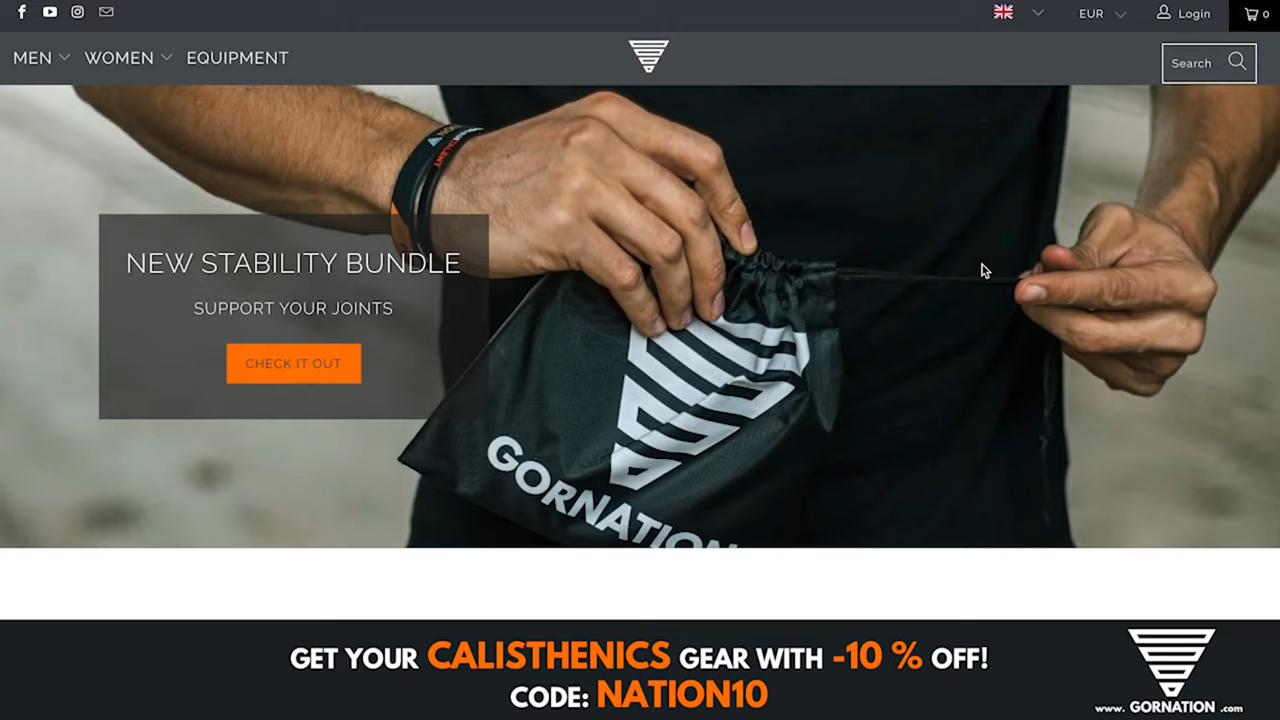 EUR
Login
0
MEN
WOMEN
EQUIPMENT
Search
NEW STABILITY BUNDLE
SUPPORT YOUR JOINTS
CHECK IT OUT
GORNATION
GET YOUR CALISTHENICS GEAR WITH -10 % OFF!
CODE: NATION10
www. GORNATION .com